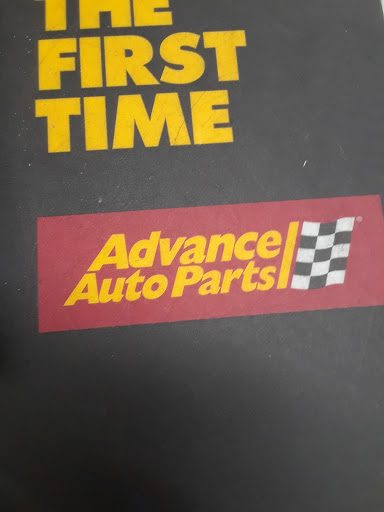 THE
FIRST
TIME
Advance
Auto Parts
®